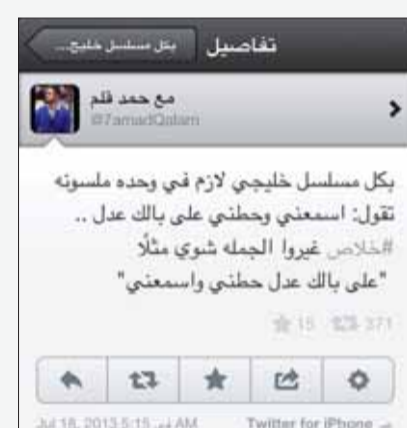 تفاصيل
بكل مسلسل خليج...
مع حمد قلم
@7amadQalam
بكل مسلسل خليجي لازم في وحده ملسونه
تقول: اسمعني وحطني على بالك عدل ..
#خلاص غيروا الجمله شوي مثلًا
"على بالك عدل حطني واسمعني"
15 371
Jul 18, 2013 5:15 AM في Twitter for iPhone